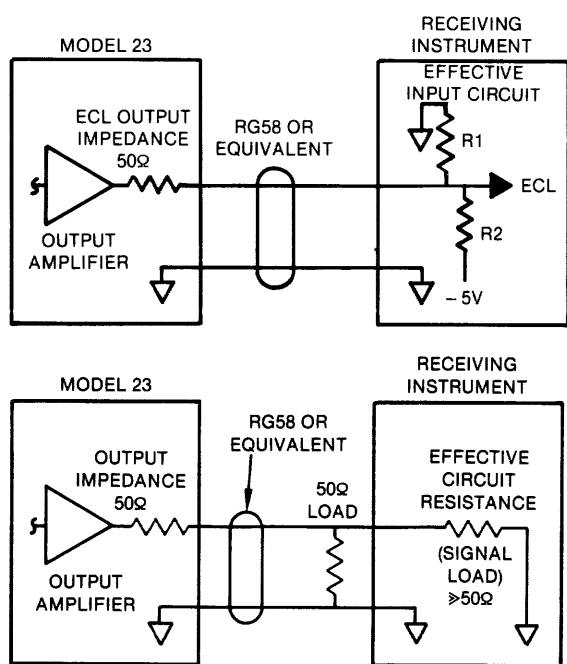 MODEL 23
RECEIVING
INSTRUMENT
ECL OUTPUT
IMPEDANCE
50Ω
OUTPUT
AMPLIFIER
RG58 OR
EQUIVALENT
EFFECTIVE
INPUT CIRCUIT
R1
ECL
R2
– 5V
MODEL 23
RECEIVING
INSTRUMENT
OUTPUT
IMPEDANCE
50Ω
OUTPUT
AMPLIFIER
RG58 OR
EQUIVALENT
50Ω
LOAD
EFFECTIVE
CIRCUIT
RESISTANCE
(SIGNAL
LOAD)
≫50Ω